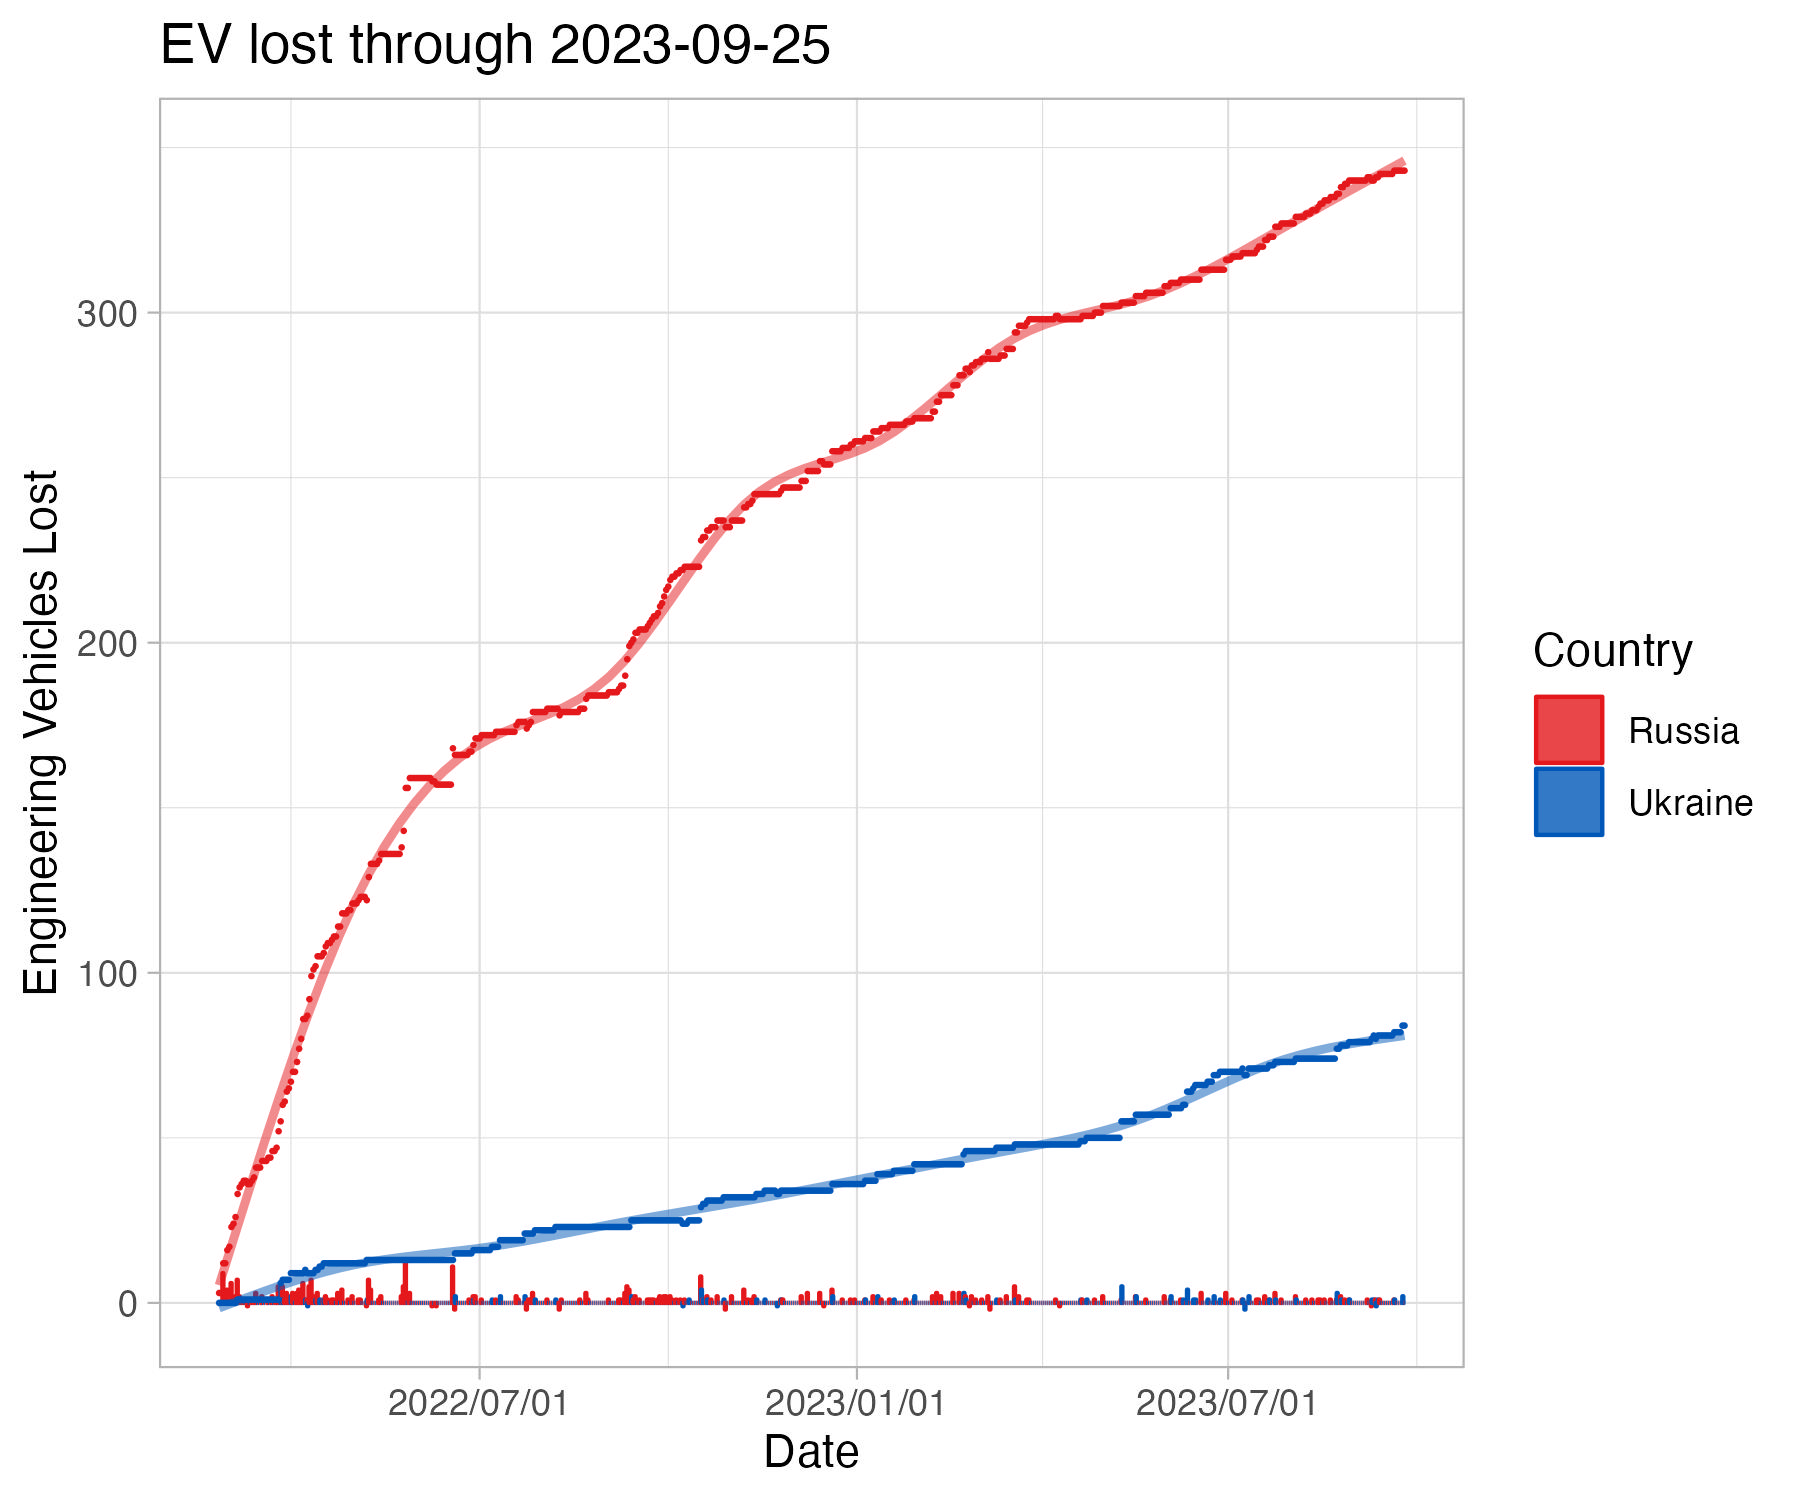 EV lost through 2023-09-25
Engineering Vehicles Lost
300
200
100
0
2022/07/01
2023/01/01
2023/07/01
Date
Country
Russia
Ukraine